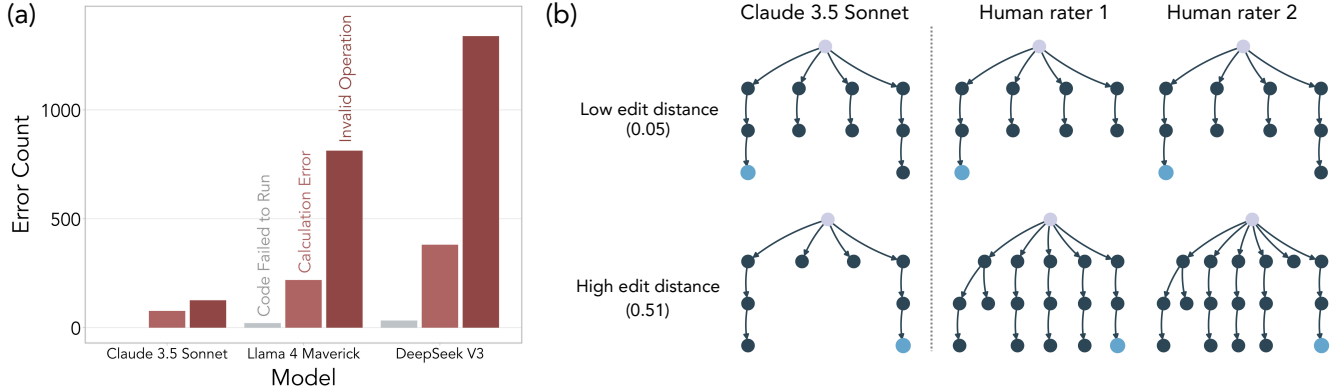 (a)
Error Count
1000
500
0
Code Failed to Run
Calculation Error
Invalid Operation
Claude 3.5 Sonnet
Llama 4 Maverick
DeepSeek V3
Model
(b)
Claude 3.5 Sonnet
Human rater 1
Human rater 2
Low edit distance
(0.05)
High edit distance
(0.51)